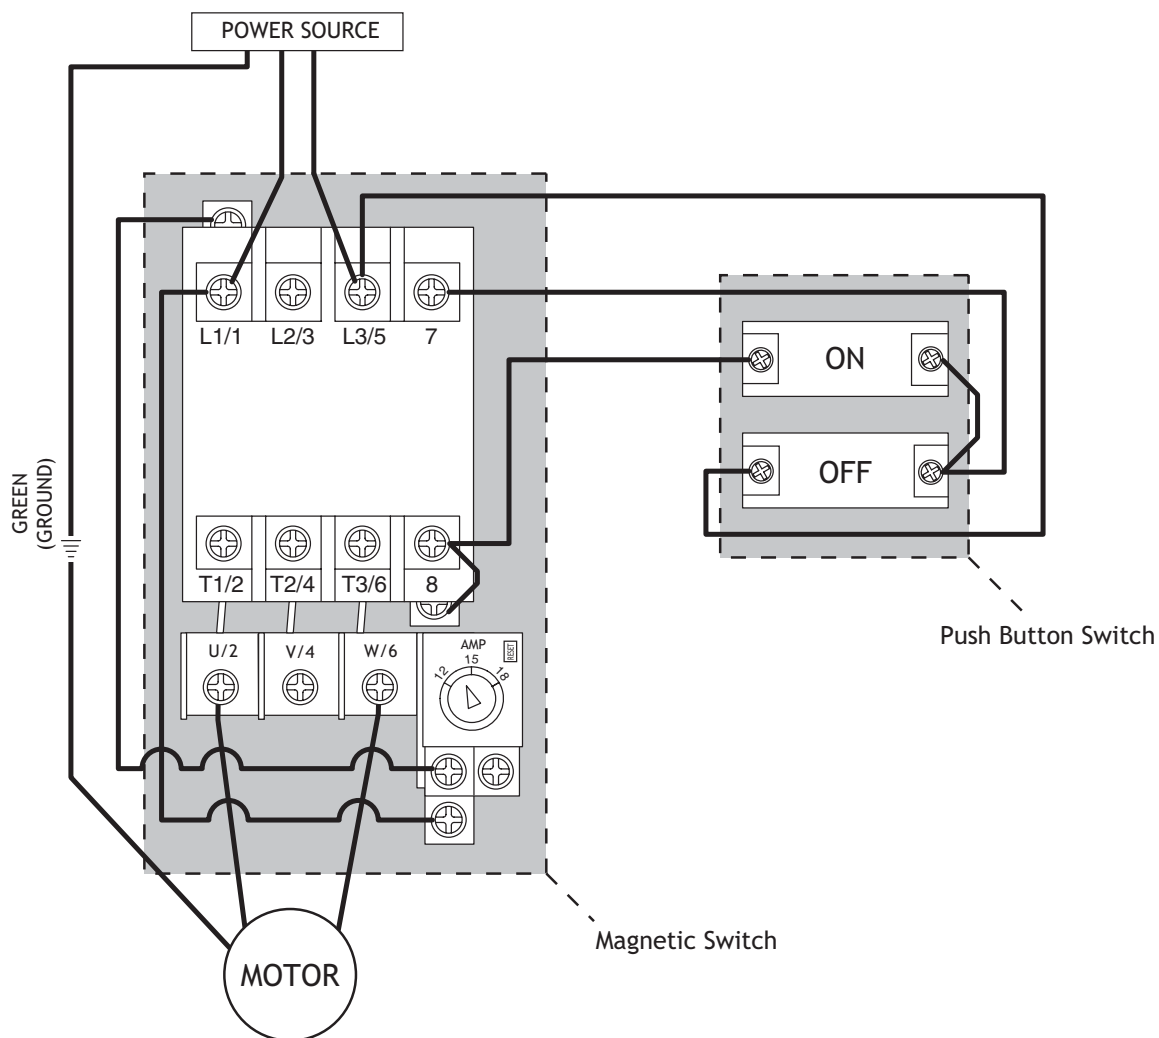 POWER SOURCE
L1/1 L2/3 L3/5 7
ON
OFF
GREEN
(GROUND)
T1/2 T2/4 T3/6 8
U/2 V/4 W/6
AMP
RESET
12 15 18
Push Button Switch
Magnetic Switch
MOTOR